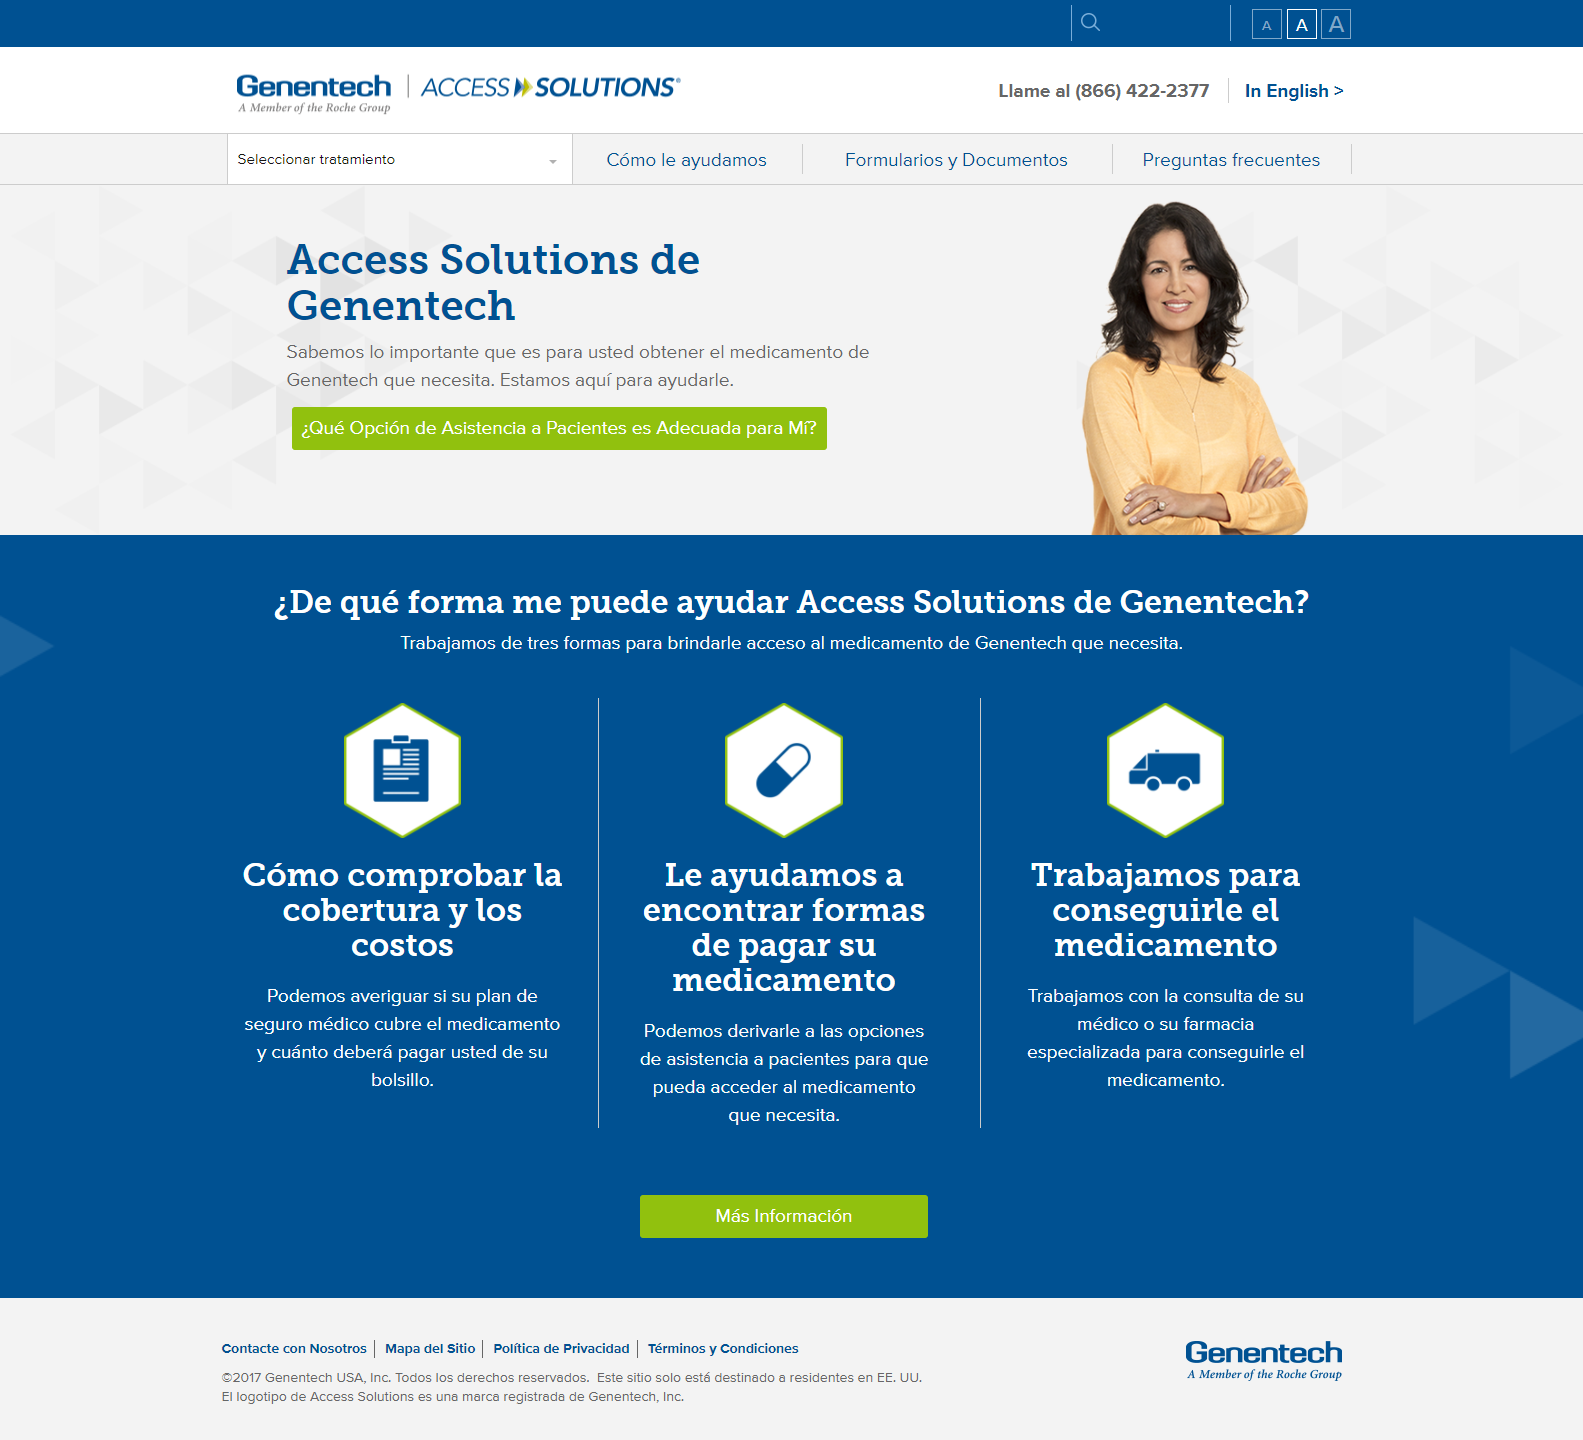 A A A
Genentech
A Member of the Roche Group
ACCESS SOLUTIONS®
Llame al (866) 422-2377
In English >
Seleccionar tratamiento
Cómo le ayudamos
Formularios y Documentos
Preguntas frecuentes
Access Solutions de
Genentech
Sabemos lo importante que es para usted obtener el medicamento de
Genentech que necesita. Estamos aquí para ayudarle.
¿Qué Opción de Asistencia a Pacientes es Adecuada para Mí?
¿De qué forma me puede ayudar Access Solutions de Genentech?
Trabajamos de tres formas para brindarle acceso al medicamento de Genentech que necesita.
Cómo comprobar la
cobertura y los
costos
Podemos averiguar si su plan de
seguro médico cubre el medicamento
y cuánto deberá pagar usted de su
bolsillo.
Le ayudamos a
encontrar formas
de pagar su
medicamento
Podemos derivarle a las opciones
de asistencia a pacientes para que
pueda acceder al medicamento
que necesita.
Trabajamos para
conseguirle el
medicamento
Trabajamos con la consulta de su
médico o su farmacia
especializada para conseguirle el
medicamento.
Más Información
Contacte con Nosotros
Mapa del Sitio
Política de Privacidad
Términos y Condiciones
©2017 Genentech USA, Inc. Todos los derechos reservados. Este sitio solo está destinado a residentes en EE. UU.
El logotipo de Access Solutions es una marca registrada de Genentech, Inc.
Genentech
A Member of the Roche Group